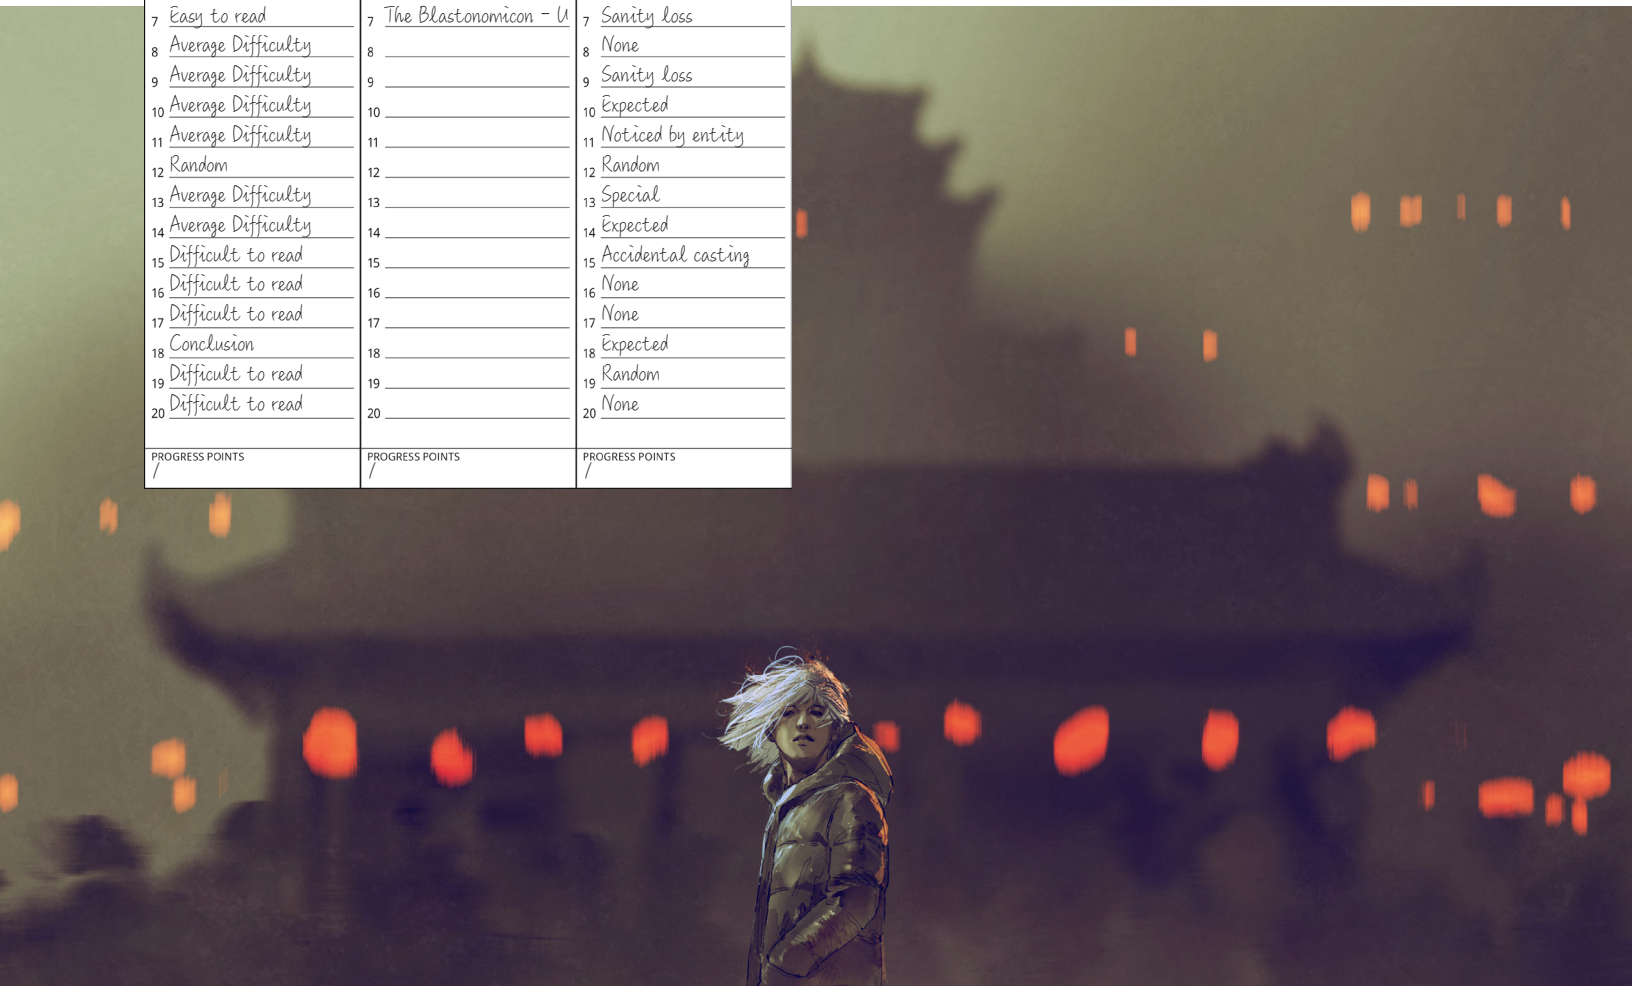 7 Easy to read
8 Average Difficulty
9 Average Difficulty
10 Average Difficulty
11 Average Difficulty
12 Random
13 Average Difficulty
14 Average Difficulty
15 Difficult to read
16 Difficult to read
17 Difficult to read
18 Conclusion
19 Difficult to read
20 Difficult to read
PROGRESS POINTS
/
7 The Blastonomicon - U
8
9
10
11
12
13
14
15
16
17
18
19
20
PROGRESS POINTS
/
7 Sanity loss
8 None
9 Sanity loss
10 Expected
11 Noticed by entity
12 Random
13 Special
14 Expected
15 Accidental casting
16 None
17 None
18 Expected
19 Random
20 None
PROGRESS POINTS
/